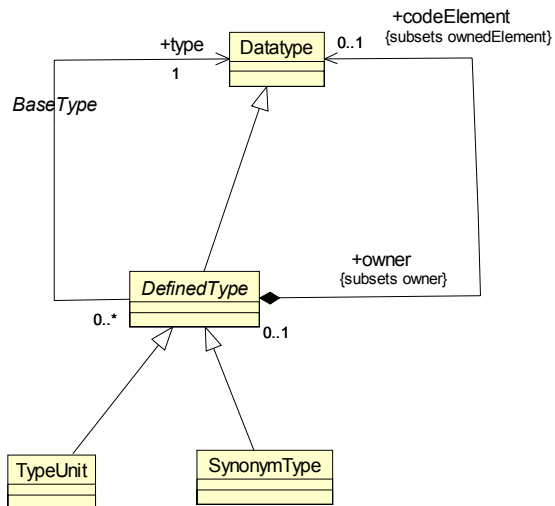 +codeElement
{subsets ownedElement}
+type
Datatype
0..1
1
BaseType
+owner
{subsets owner}
DefinedType
0..*
0..1
TypeUnit
SynonymType